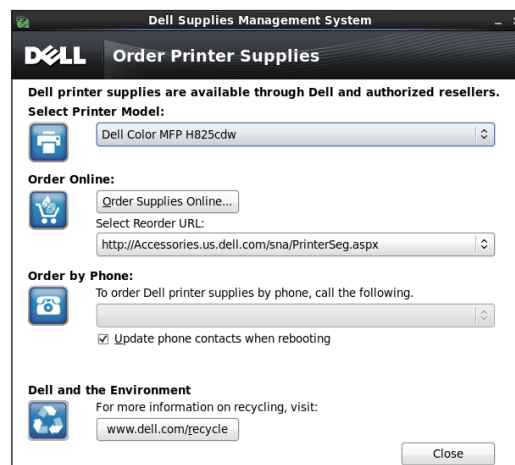 Dell Supplies Management System
DELL Order Printer Supplies
Dell printer supplies are available through Dell and authorized resellers.
Select Printer Model:
Dell Color MFP H825cdw
Order Online:
Order Supplies Online...
Select Reorder URL:
http://Accessories.us.dell.com/sna/PrinterSeg.aspx
Order by Phone:
To order Dell printer supplies by phone, call the following.
Update phone contacts when rebooting
Dell and the Environment
For more information on recycling, visit:
www.dell.com/recycle
Close